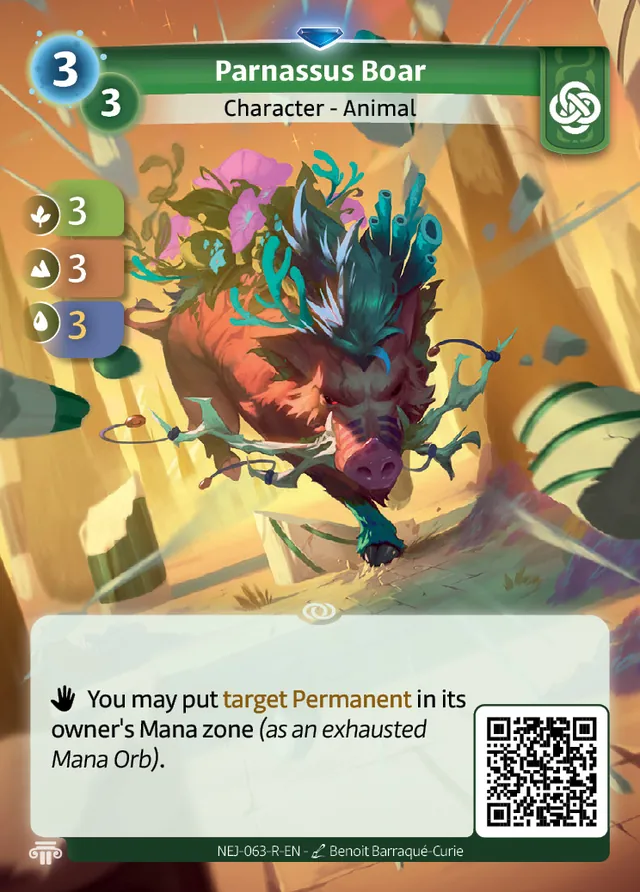 3
Parnassus Boar
3
Character - Animal
3
3
3
You may put target Permanent in its
owner's Mana zone (as an exhausted
Mana Orb).
NEJ-063-R-EN - Benoit Barraqué-Curie